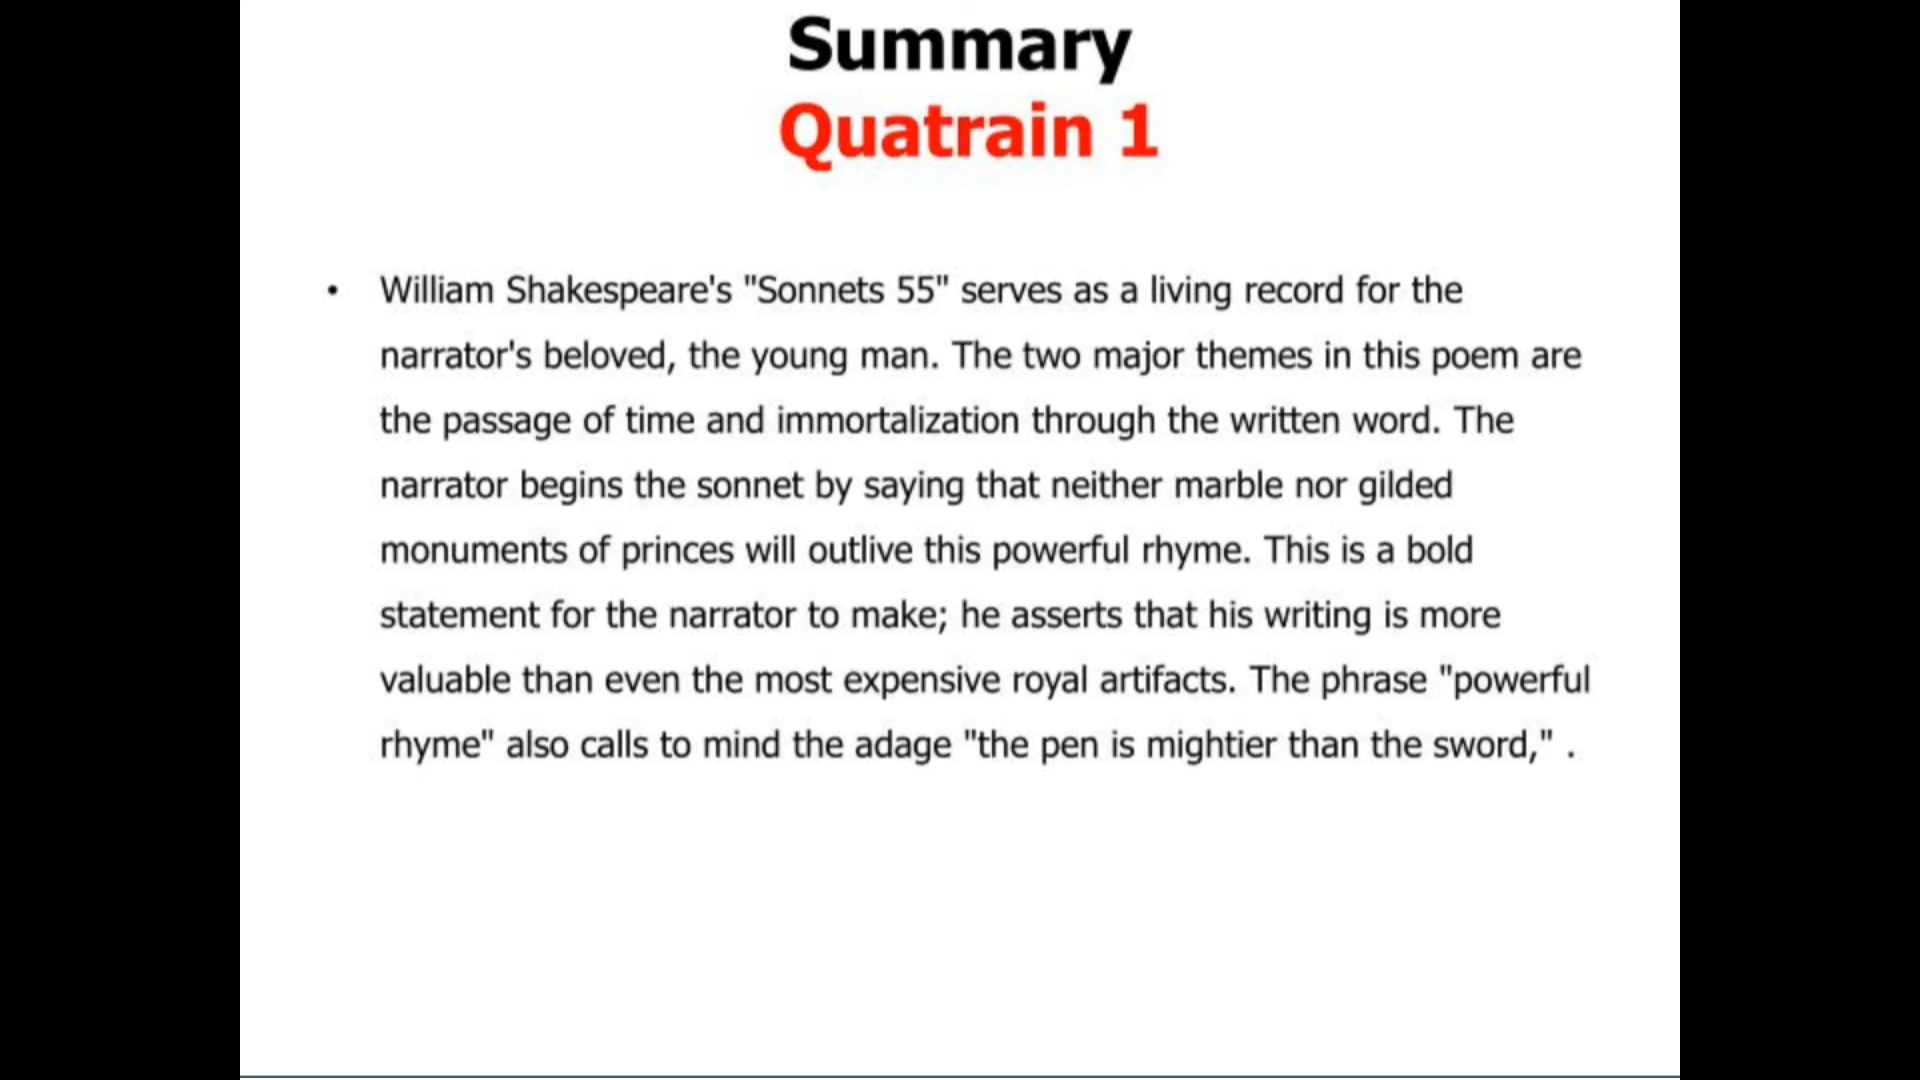 Summary
Quatrain 1
• William Shakespeare's "Sonnets 55" serves as a living record for the
narrator's beloved, the young man. The two major themes in this poem are
the passage of time and immortalization through the written word. The
narrator begins the sonnet by saying that neither marble nor gilded
monuments of princes will outlive this powerful rhyme. This is a bold
statement for the narrator to make; he asserts that his writing is more
valuable than even the most expensive royal artifacts. The phrase "powerful
rhyme" also calls to mind the adage "the pen is mightier than the sword," .